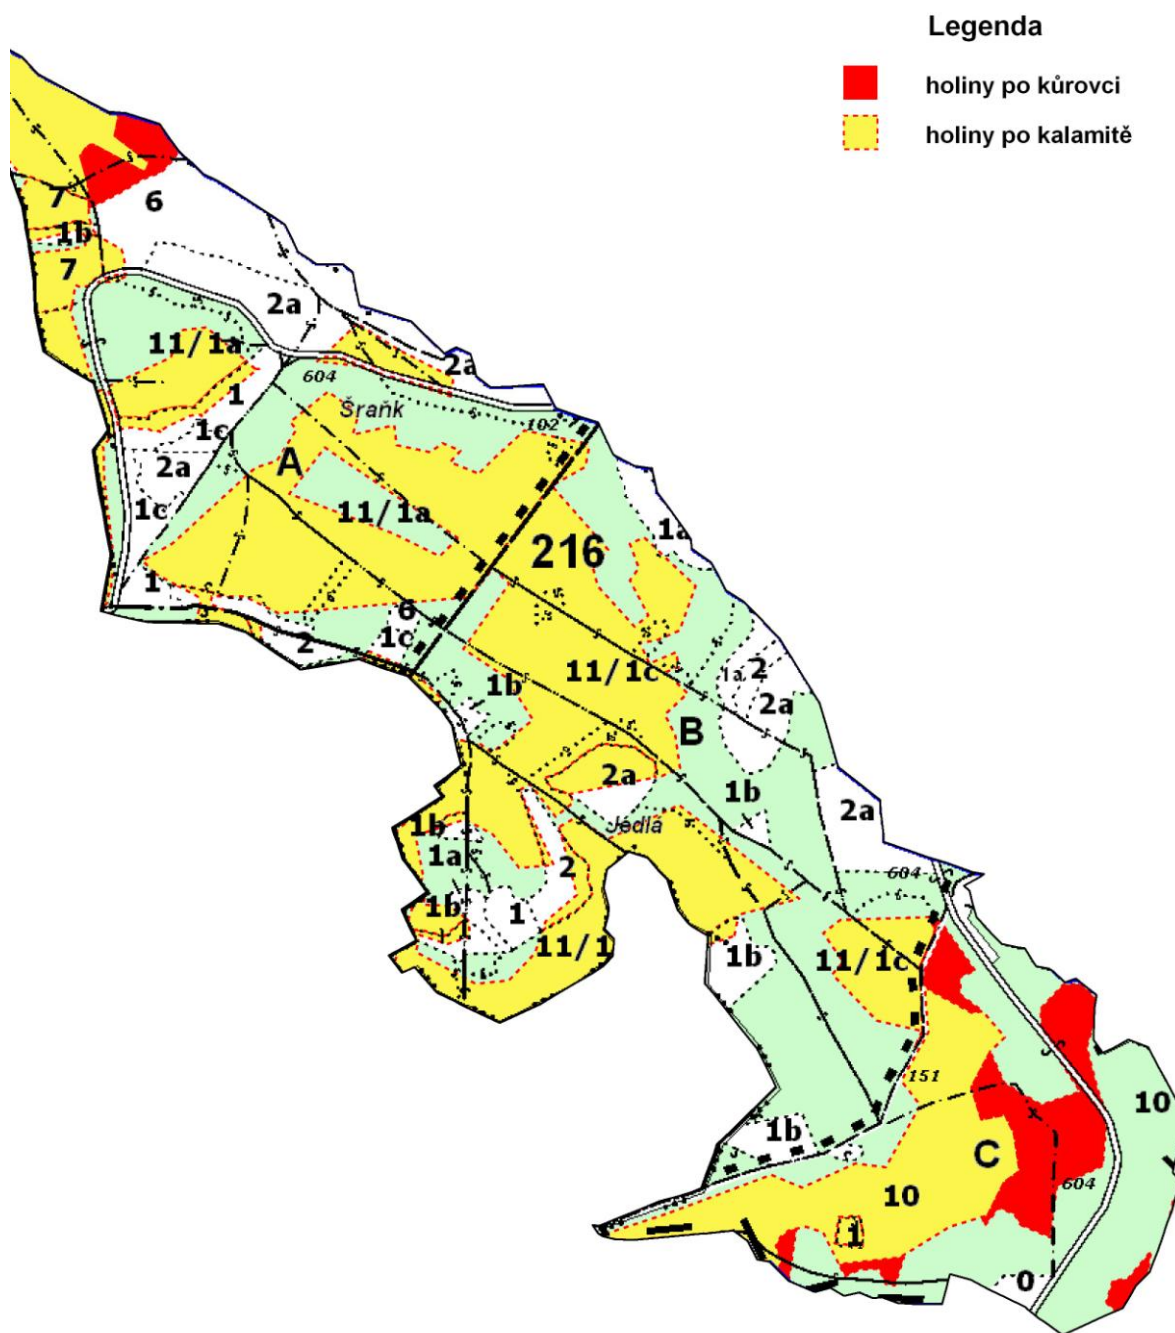 Legenda
holiny po kůrovci
holiny po kalamitě
7
6
1b
7
2a
11/1a
2a
1
604
Šraňk
1c
102
A
2a
11/1a
1c
216
1a
1
6
2
1c
11/1c
1a
2
1b
2a
B
2a
1b
2a
1b
Jedlá
1a
2
604
1b
1
11/1
1b
11/1c
151
10
1b
C
604
10
1
0